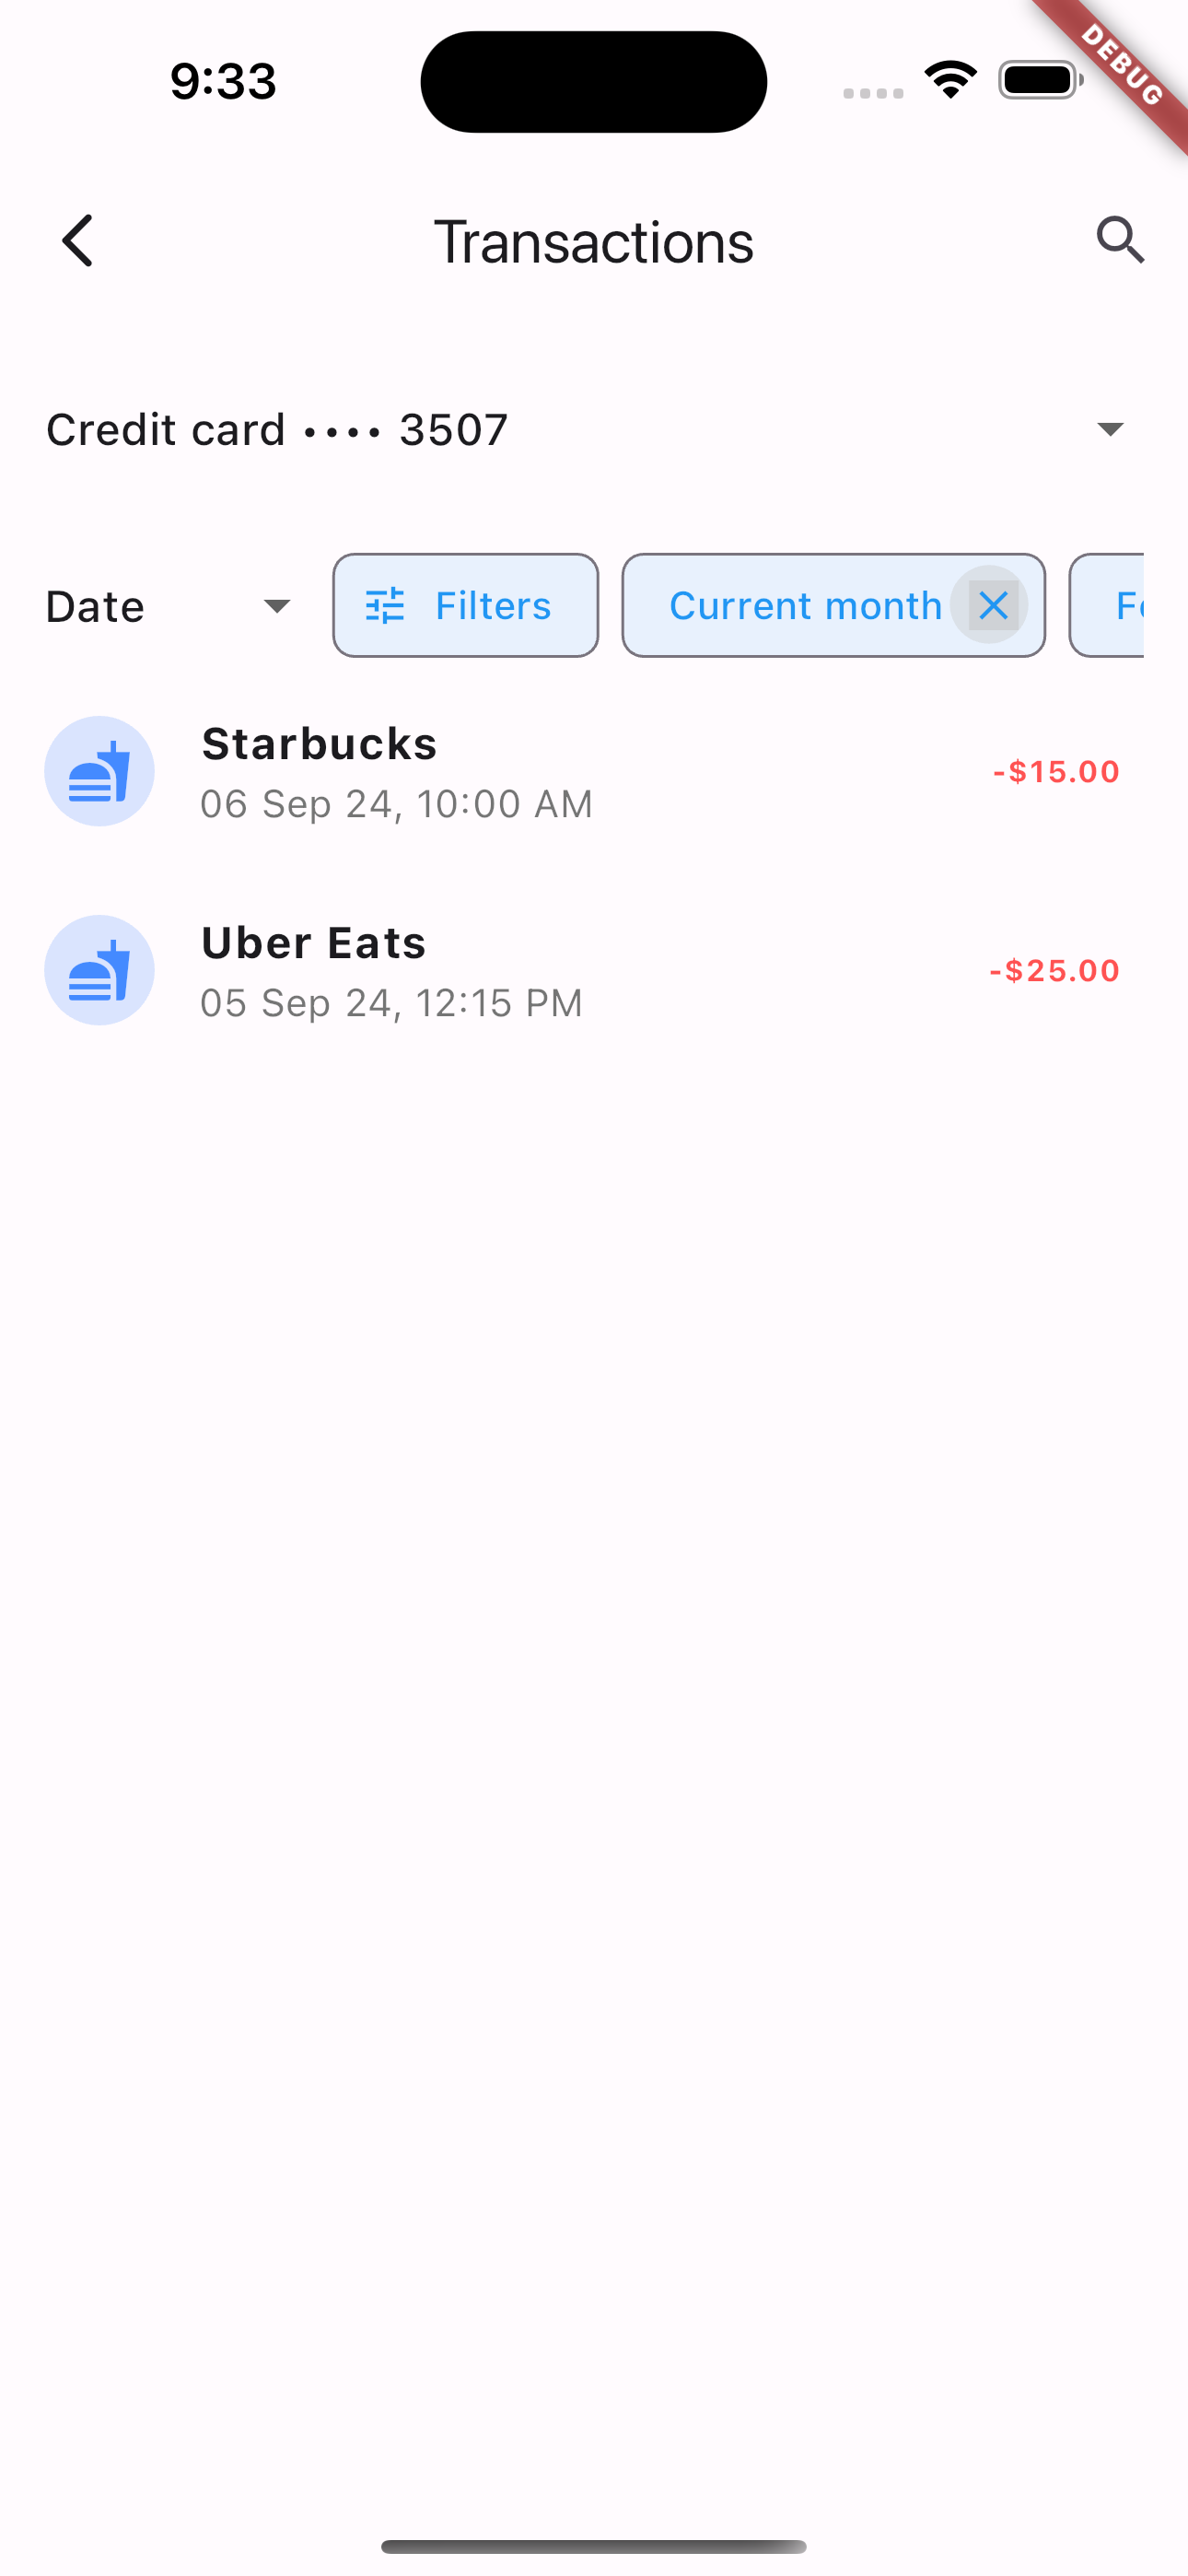 9:33
DEBUG
Transactions
Credit card •••• 3507
Date
Filters
Current month
Starbucks
06 Sep 24, 10:00 AM
-$15.00
Uber Eats
05 Sep 24, 12:15 PM
-$25.00